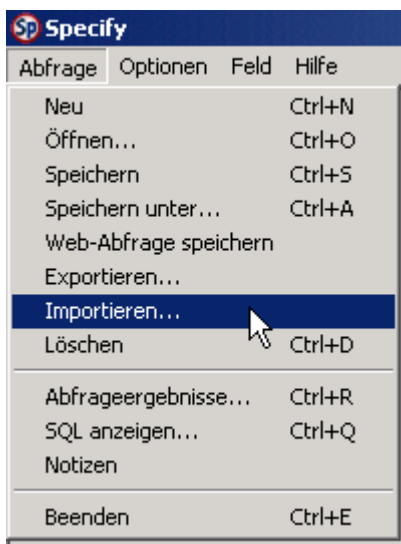 Sp Specify
Abfrage Optionen Feld Hilfe
Neu Ctrl+N
Öffnen... Ctrl+O
Speichern Ctrl+S
Speichern unter... Ctrl+A
Web-Abfrage speichern
Exportieren...
Importieren...
Löschen Ctrl+D
Abfrageergebnisse... Ctrl+R
SQL anzeigen... Ctrl+Q
Notizen
Beenden Ctrl+E